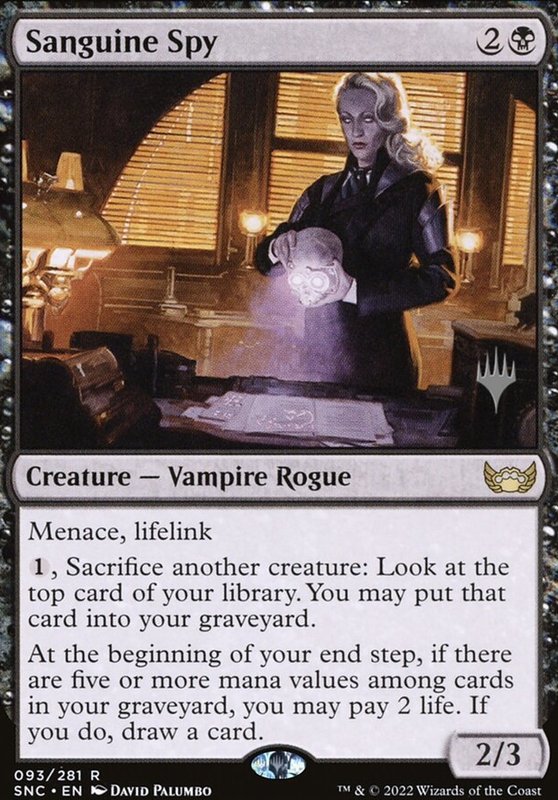 Sanguine Spy 2
Creature — Vampire Rogue
Menace, lifelink
1, Sacrifice another creature: Look at the
top card of your library. You may put that
card into your graveyard.
At the beginning of your end step, if there
are five or more mana values among cards
in your graveyard, you may pay 2 life. If
you do, draw a card.
2/3
093/281 R
SNC • EN DAVID PALUMBO
™ & © 2022 Wizards of the Coast